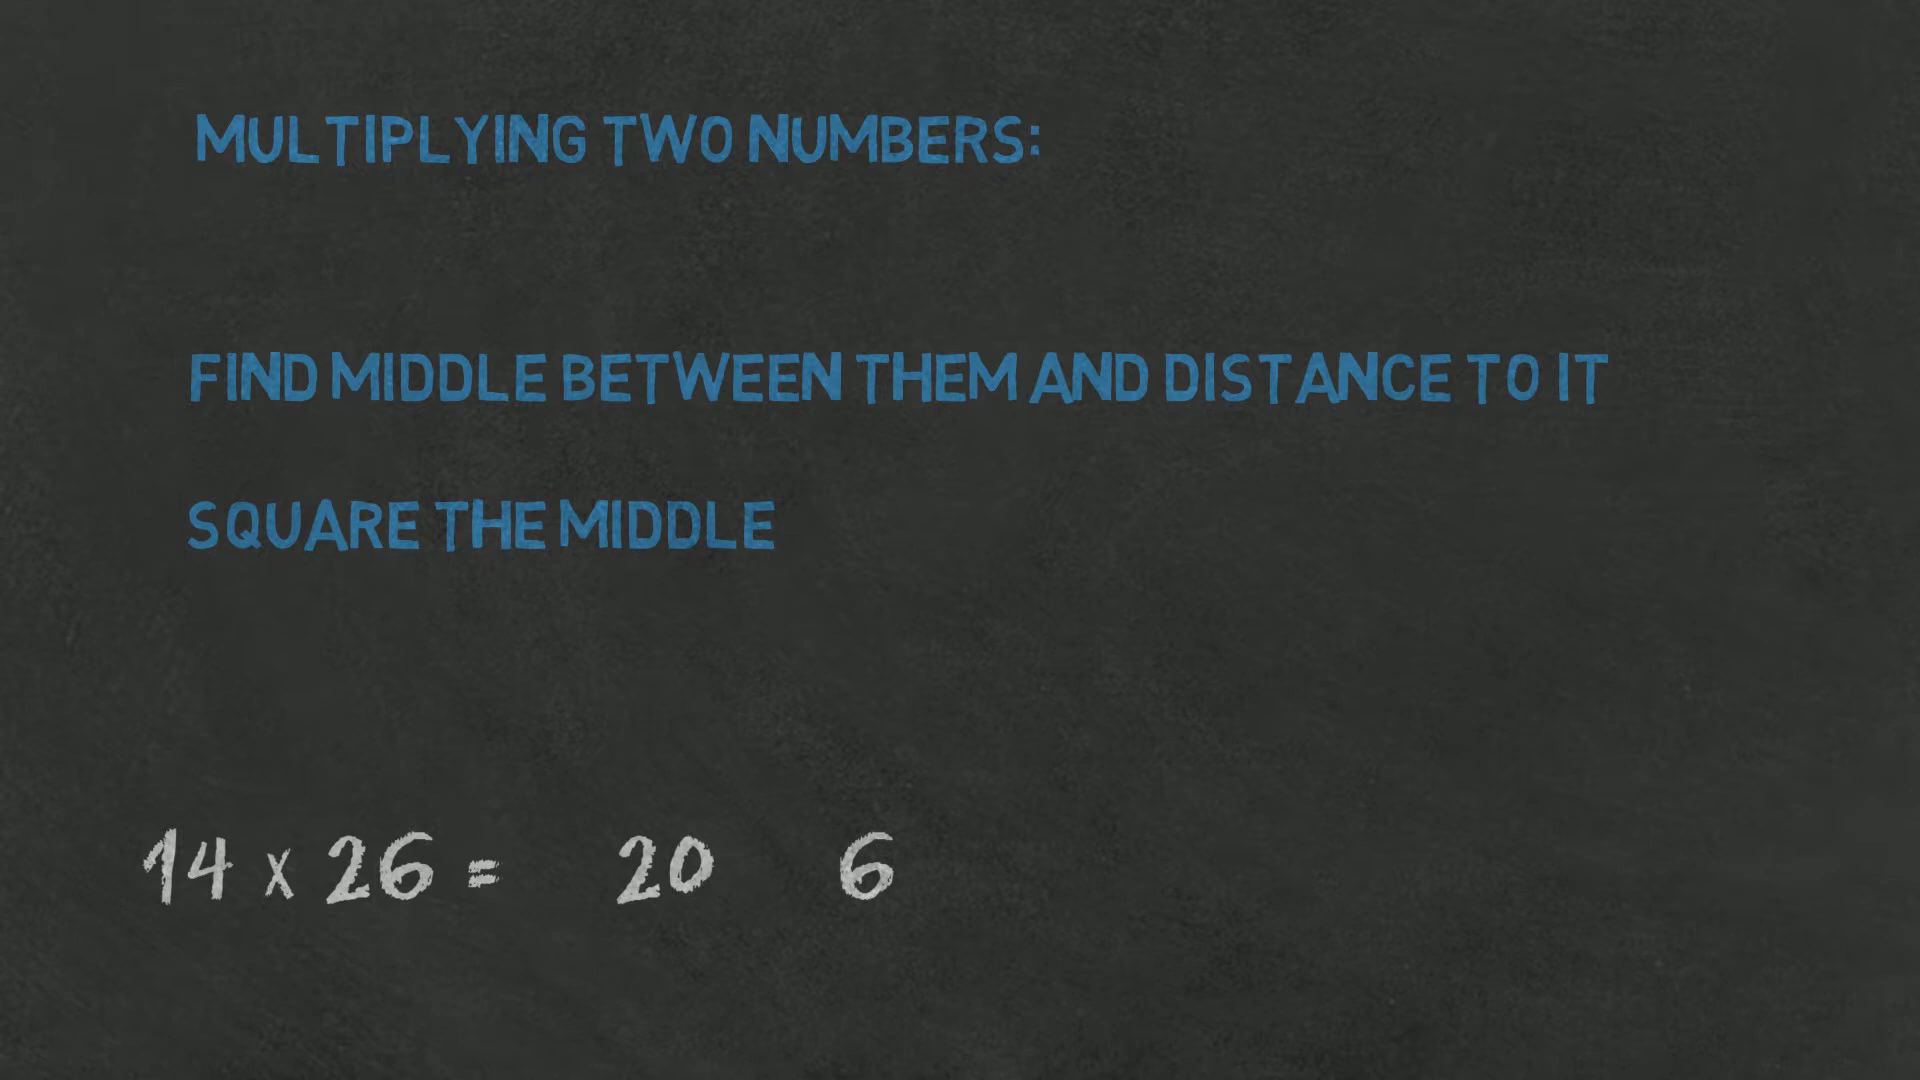 MULTIPLYING TWO NUMBERS:
FIND MIDDLE BETWEEN THEM AND DISTANCE TO IT
SQUARE THE MIDDLE
14 x 26 = 20 6